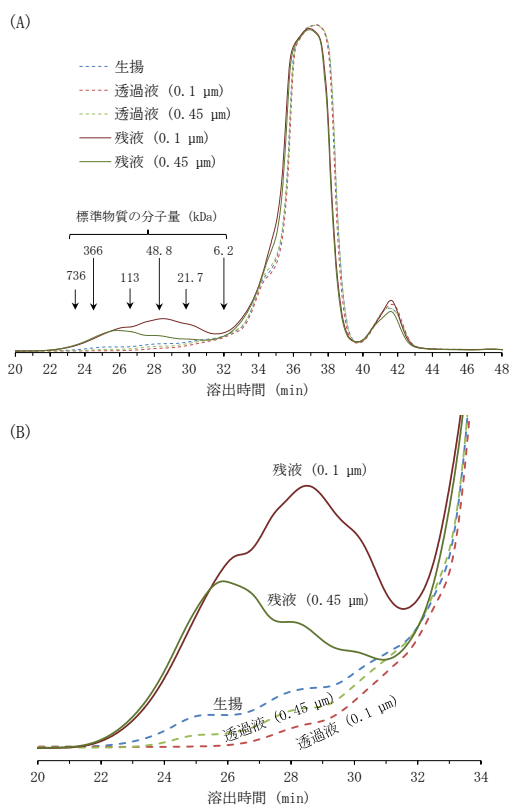 (A)
生揚
透過液 (0.1 µm)
透過液 (0.45 µm)
残液 (0.1 µm)
残液 (0.45 µm)
標準物質の分子量 (kDa)
366 48.8 6.2
736 113 21.7
20 22 24 26 28 30 32 34 36 38 40 42 44 46 48
溶出時間 (min)
(B)
残液 (0.1 µm)
残液 (0.45 µm)
生揚
透過液 (0.45 µm)
透過液 (0.1 µm)
20 22 24 26 28 30 32 34
溶出時間 (min)